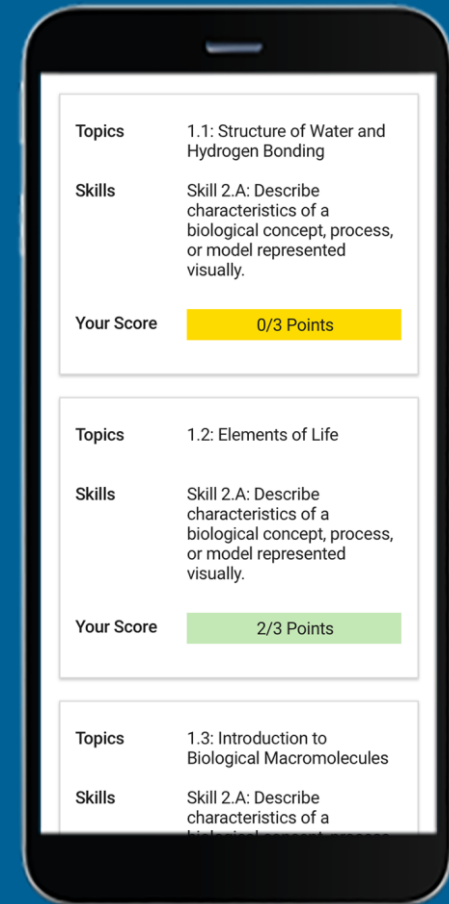 Topics 1.1: Structure of Water and
Hydrogen Bonding
Skills Skill 2.A: Describe
characteristics of a
biological concept, process,
or model represented
visually.
Your Score 0/3 Points
Topics 1.2: Elements of Life
Skills Skill 2.A: Describe
characteristics of a
biological concept, process,
or model represented
visually.
Your Score 2/3 Points
Topics 1.3: Introduction to
Biological Macromolecules
Skills Skill 2.A: Describe
characteristics of a